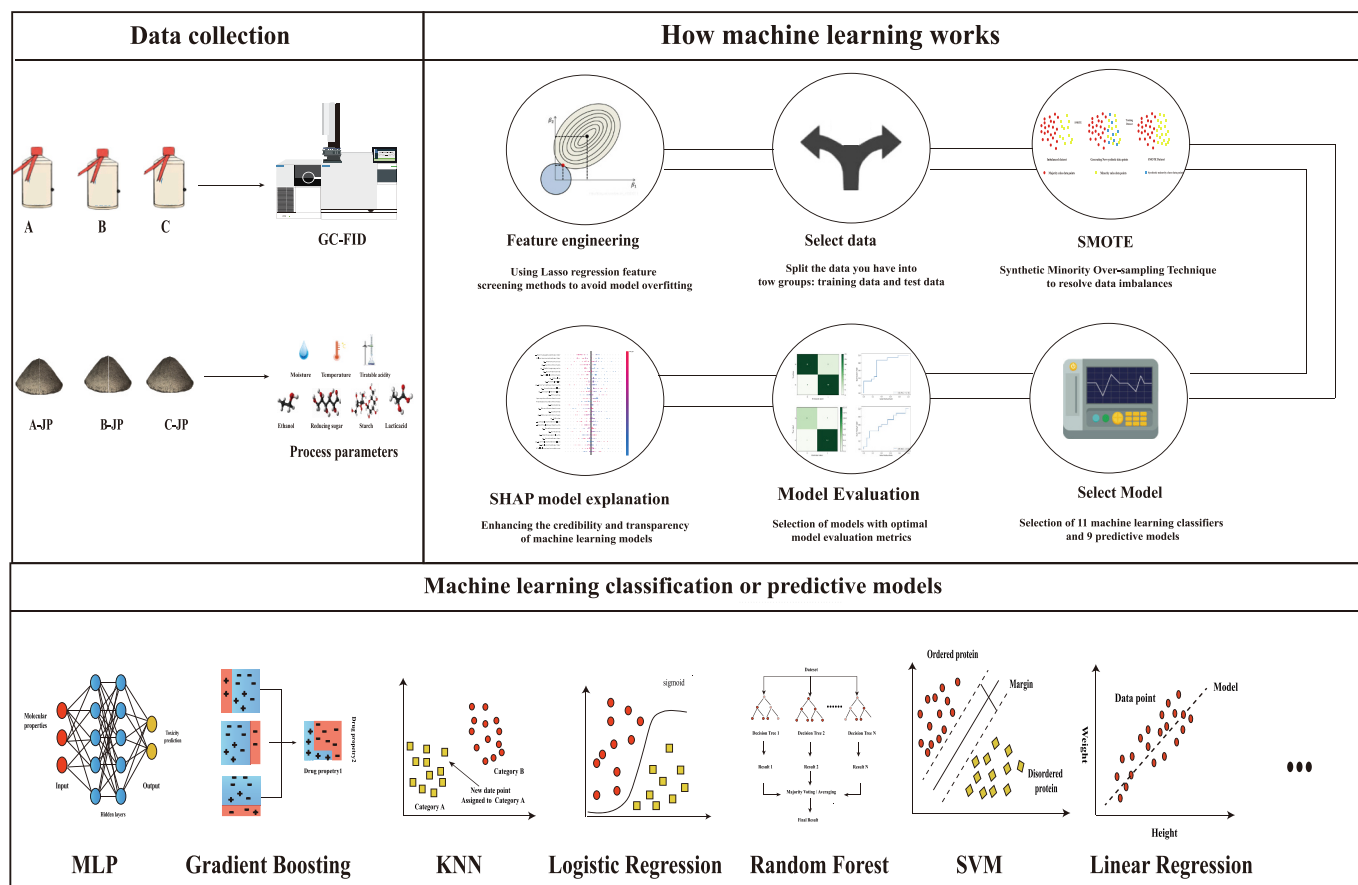 Data collection
How machine learning works
A
B
C
GC-FID
A-JP
B-JP
C-JP
Moisture
Temperature
Titratable acidity
Ethanol
Reducing sugar
Starch
Lacticacid
Process parameters
β₂
β₁
Feature engineering
Using Lasso regression feature
screening methods to avoid model overfitting
Select data
Split the data you have into
tow groups: training data and test data
SMOTE
Synthetic Minority Over-sampling Technique
to resolve data imbalances
SHAP model explanation
Enhancing the credibility and transparency
of machine learning models
Model Evaluation
Selection of models with optimal
model evaluation metrics
Select Model
Selection of 11 machine learning classifiers
and 9 predictive models
Machine learning classification or predictive models
Molecular
properties
Input
Hidden layers
Toxicity
prediction
Output
MLP
Drug propery2
Drug propetry1
Gradient Boosting
Category B
New date point
Assigned to Category A
Category A
KNN
sigmoid
Logistic Regression
Dataset
Decision Tree 1
Decision Tree 2
Decision Tree N
Result 1
Result 2
Result N
Majority Voting / Averaging
Final Result
Random Forest
Ordered protein
Margin
Disordered
protein
SVM
Data point
Model
Weight
Height
Linear Regression